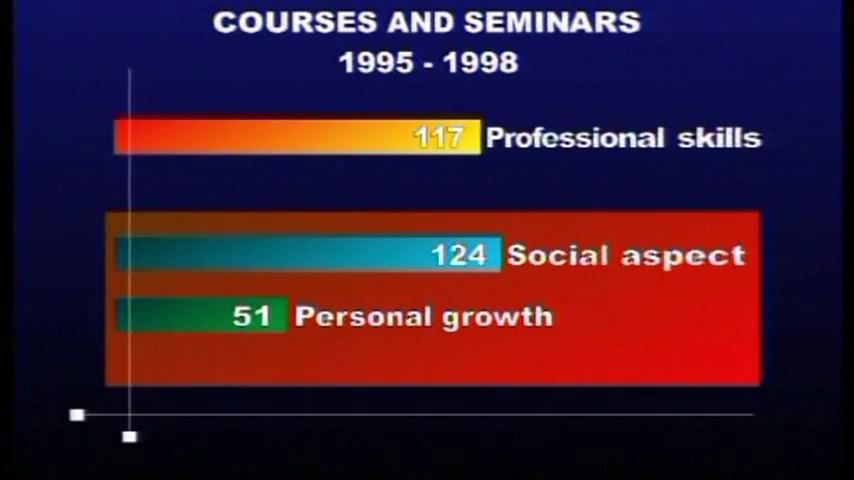 COURSES AND SEMINARS
1995 - 1998
117 Professional skills
124 Social aspect
51 Personal growth